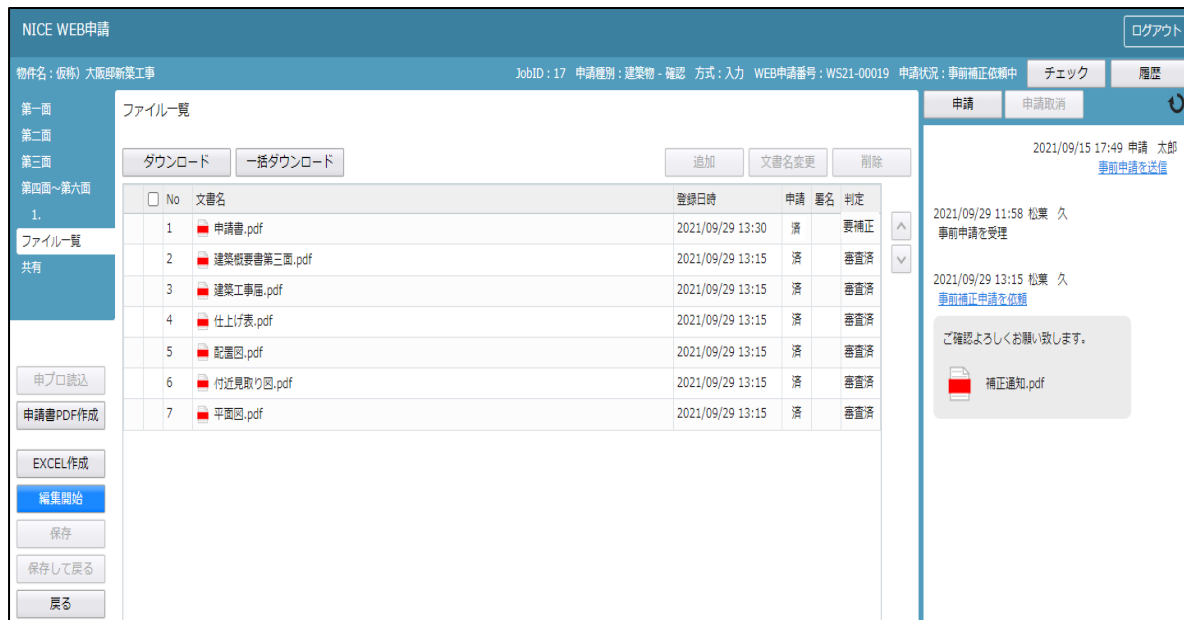 NICE WEB申請
ログアウト
物件名：仮称）大阪邸新築工事
JobID：17 申請種別：建築物 - 確認 方式：入力 WEB申請番号：WS21-00019 申請状況：事前補正依頼中
チェック
履歴
第一面
第二面
第三面
第四面～第六面
1.
ファイル一覧
共有
申プロ読込
申請書PDF作成
EXCEL作成
編集開始
保存
保存して戻る
戻る
ファイル一覧
ダウンロード 一括ダウンロード 追加 文書名変更 削除
No 文書名 登録日時 申請 署名 判定
1 申請書.pdf 2021/09/29 13:30 済 要補正
2 建築概要書第三面.pdf 2021/09/29 13:15 済 審査済
3 建築工事届.pdf 2021/09/29 13:15 済 審査済
4 仕上げ表.pdf 2021/09/29 13:15 済 審査済
5 配置図.pdf 2021/09/29 13:15 済 審査済
6 付近見取り図.pdf 2021/09/29 13:15 済 審査済
7 平面図.pdf 2021/09/29 13:15 済 審査済
申請 申請取消
2021/09/15 17:49 申請 太郎
事前申請を送信
2021/09/29 11:58 松葉 久
事前申請を受理
2021/09/29 13:15 松葉 久
事前補正申請を依頼
ご確認よろしくお願い致します。
補正通知.pdf